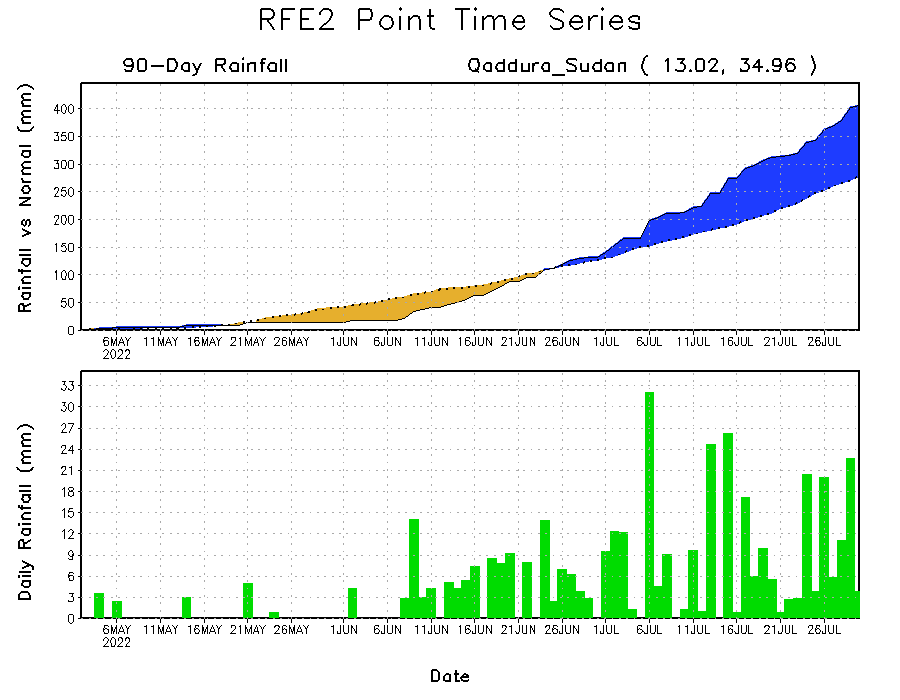 RFE2 Point Time Series
90-Day Rainfall
Qaddura_Sudan ( 13.02, 34.96 )
Rainfall vs Normal (mm)
400
350
300
250
200
150
100
50
0
6MAY 11MAY 16MAY 21MAY 26MAY 1JUN 6JUN 11JUN 16JUN 21JUN 26JUN 1JUL 6JUL 11JUL 16JUL 21JUL 26JUL
2022
Daily Rainfall (mm)
33
30
27
24
21
18
15
12
9
6
3
0
6MAY 11MAY 16MAY 21MAY 26MAY 1JUN 6JUN 11JUN 16JUN 21JUN 26JUN 1JUL 6JUL 11JUL 16JUL 21JUL 26JUL
2022
Date